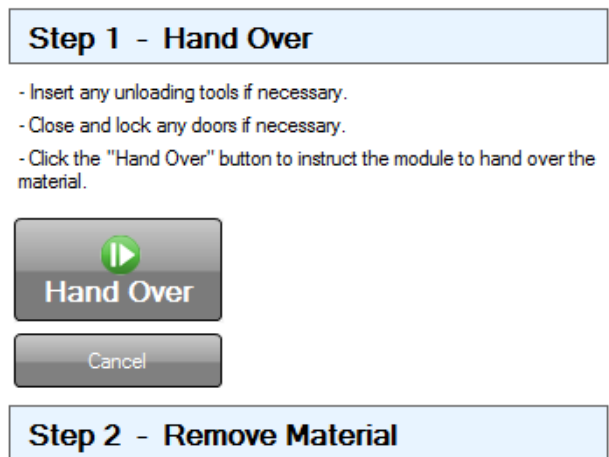 Step 1 - Hand Over
- Insert any unloading tools if necessary.
- Close and lock any doors if necessary.
- Click the "Hand Over" button to instruct the module to hand over the
material.
Hand Over
Cancel
Step 2 - Remove Material